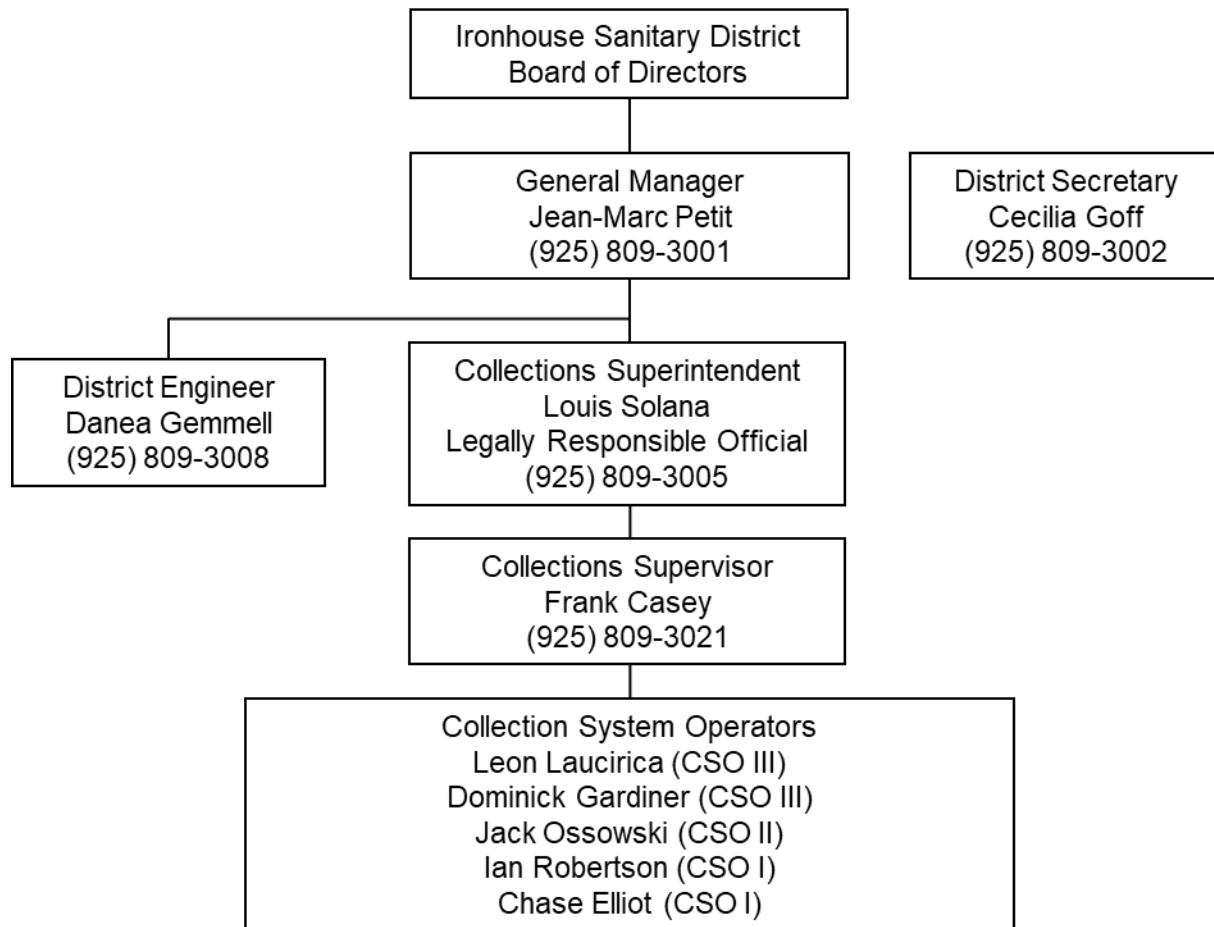 Ironhouse Sanitary District
Board of Directors
General Manager
Jean-Marc Petit
(925) 809-3001
District Secretary
Cecilia Goff
(925) 809-3002
District Engineer
Danea Gemmell
(925) 809-3008
Collections Superintendent
Louis Solana
Legally Responsible Official
(925) 809-3005
Collections Supervisor
Frank Casey
(925) 809-3021
Collection System Operators
Leon Laucirica (CSO III)
Dominick Gardiner (CSO III)
Jack Ossowski (CSO II)
Ian Robertson (CSO I)
Chase Elliot (CSO I)